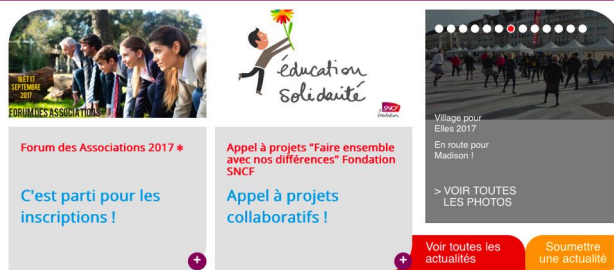 16 ET 17
SEPTEMBRE
2017
FORUM DES ASSOCIATIONS
Forum des Associations 2017 *
C'est parti pour les
inscriptions !
+
éducation
solidarité
SNCF
fondation
Appel à projets "Faire ensemble
avec nos différences" Fondation
SNCF
Appel à projets
collaboratifs !
+
Village pour
Elles 2017
En route pour
Madison !
> VOIR TOUTES
LES PHOTOS
Voir toutes les
actualités
Soumettre
une actualité